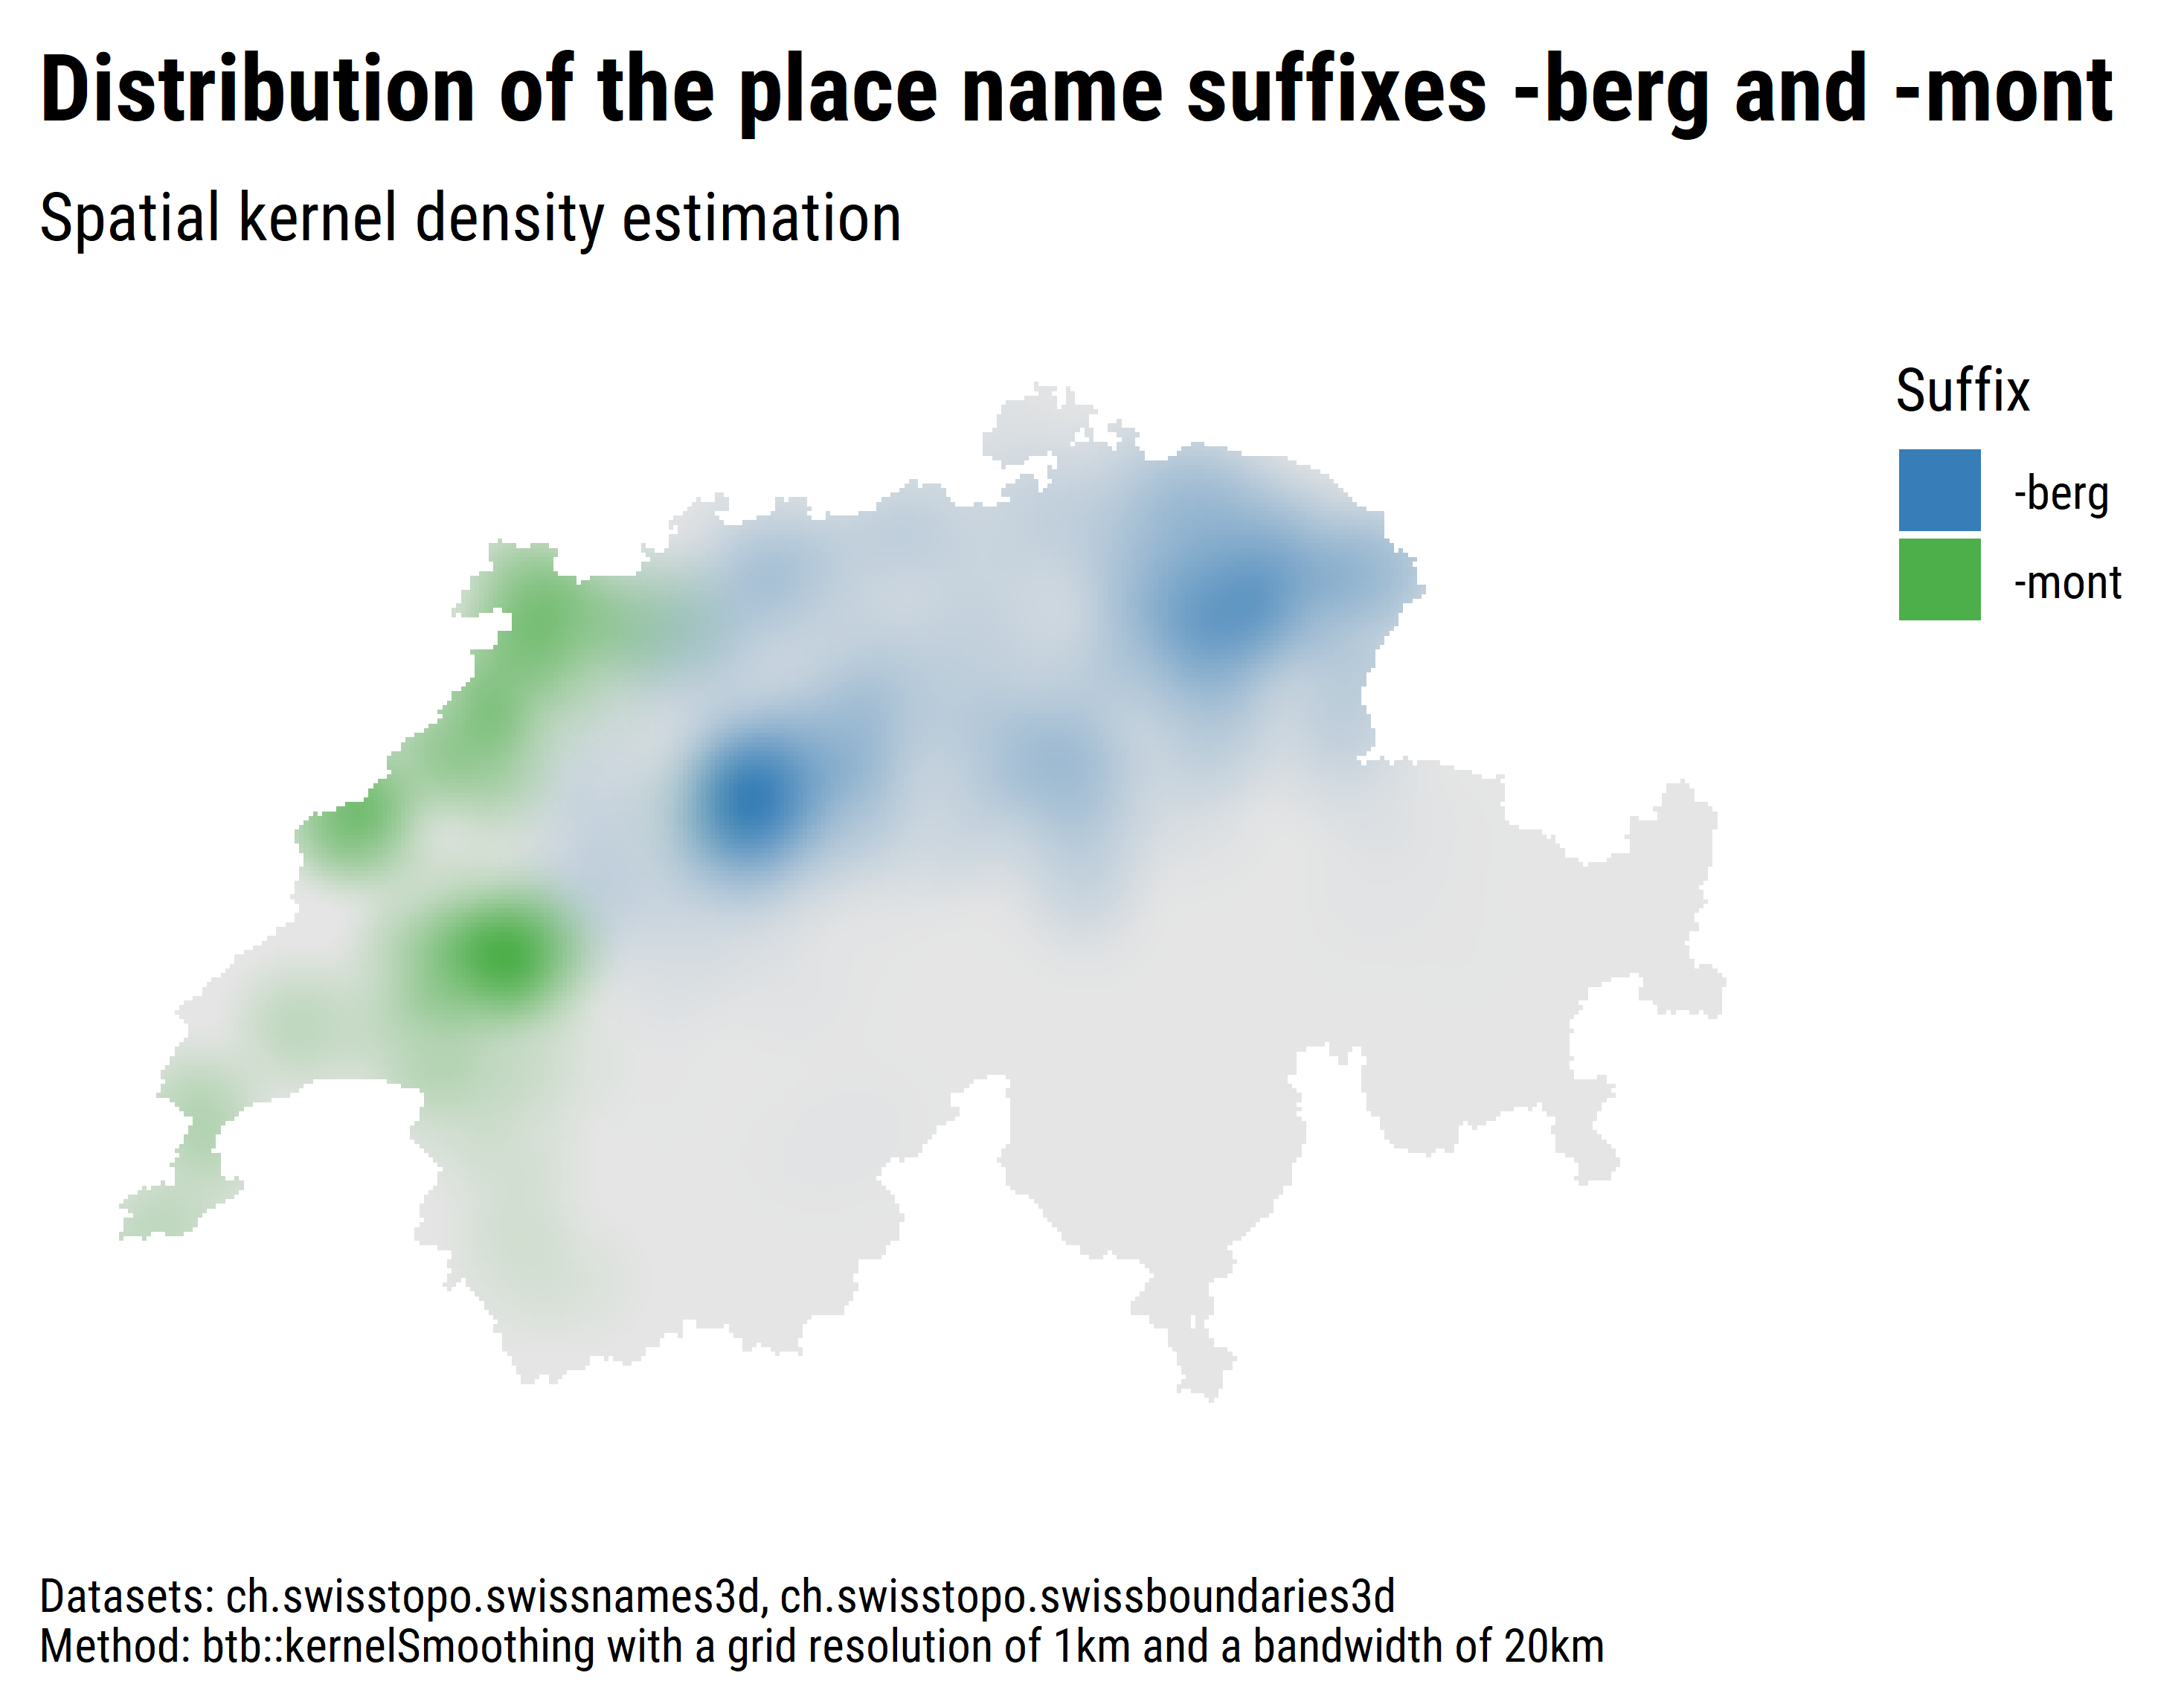 Distribution of the place name suffixes -berg and -mont
Spatial kernel density estimation
Suffix
-berg
-mont
Datasets: ch.swisstopo.swissnames3d, ch.swisstopo.swissboundaries3d
Method: btb::kernelSmoothing with a grid resolution of 1km and a bandwidth of 20km